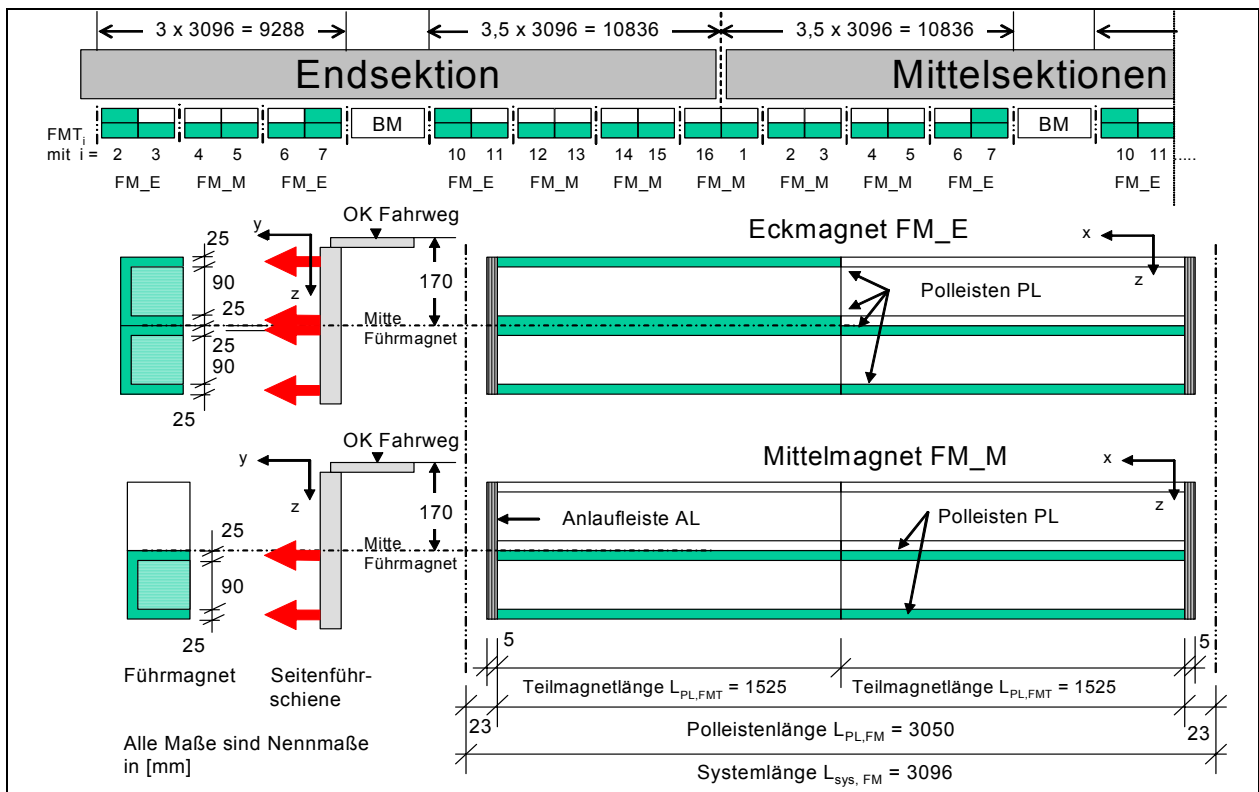 3 x 3096 = 9288
3,5 x 3096 = 10836
3,5 x 3096 = 10836
Endsektion
Mittelsektionen
FMTi
mit i =
BM
BM
2 3 4 5 6 7 10 11 12 13 14 15 16 1 2 3 4 5 6 7 10 11 .....
FM_E FM_M FM_E FM_E FM_M FM_M FM_M FM_M FM_M FM_E FM_E
OK Fahrweg
Eckmagnet FM_E
25
90
25
25
90
25
y
z
170
Mitte
Führmagnet
x
z
Polleisten PL
OK Fahrweg
Mittelmagnet FM_M
25
90
25
y
z
170
Mitte
Führmagnet
x
z
Anlaufleiste AL
Polleisten PL
Führmagnet
Seitenführ-
schiene
5
5
Teilmagnetlänge LPL,FMT = 1525
Teilmagnetlänge LPL,FMT = 1525
23
Polleistenlänge LPL,FM = 3050
23
Systemlänge Lsys, FM = 3096
Alle Maße sind Nennmaße
in [mm]